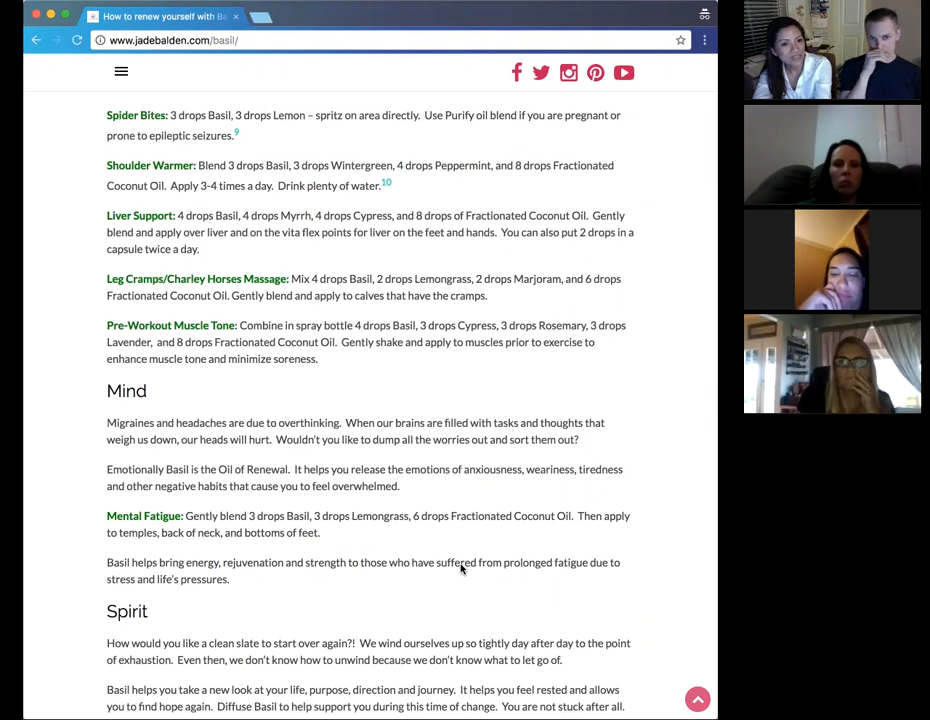 How to renew yourself with Ba
www.jadebalden.com/basil/
Spider Bites: 3 drops Basil, 3 drops Lemon – spritz on area directly.  Use Purify oil blend if you are pregnant or
prone to epileptic seizures.9
Shoulder Warmer: Blend 3 drops Basil, 3 drops Wintergreen, 4 drops Peppermint, and 8 drops Fractionated
Coconut Oil.  Apply 3-4 times a day.  Drink plenty of water.10
Liver Support: 4 drops Basil, 4 drops Myrrh, 4 drops Cypress, and 8 drops of Fractionated Coconut Oil.  Gently
blend and apply over liver and on the vita flex points for liver on the feet and hands.  You can also put 2 drops in a
capsule twice a day.
Leg Cramps/Charley Horses Massage: Mix 4 drops Basil, 2 drops Lemongrass, 2 drops Marjoram, and 6 drops
Fractionated Coconut Oil. Gently blend and apply to calves that have the cramps.
Pre-Workout Muscle Tone: Combine in spray bottle 4 drops Basil, 3 drops Cypress, 3 drops Rosemary, 3 drops
Lavender,  and 8 drops Fractionated Coconut Oil.  Gently shake and apply to muscles prior to exercise to
enhance muscle tone and minimize soreness.
Mind
Migraines and headaches are due to overthinking.  When our brains are filled with tasks and thoughts that
weigh us down, our heads will hurt.  Wouldn't you like to dump all the worries out and sort them out?
Emotionally Basil is the Oil of Renewal.  It helps you release the emotions of anxiousness, weariness, tiredness
and other negative habits that cause you to feel overwhelmed.
Mental Fatigue: Gently blend 3 drops Basil, 3 drops Lemongrass, 6 drops Fractionated Coconut Oil.  Then apply
to temples, back of neck, and bottoms of feet.
Basil helps bring energy, rejuvenation and strength to those who have suffered from prolonged fatigue due to
stress and life's pressures.
Spirit
How would you like a clean slate to start over again?!  We wind ourselves up so tightly day after day to the point
of exhaustion.  Even then, we don't know how to unwind because we don't know what to let go of.
Basil helps you take a new look at your life, purpose, direction and journey.  It helps you feel rested and allows
you to find hope again.  Diffuse Basil to help support you during this time of change.  You are not stuck after all.